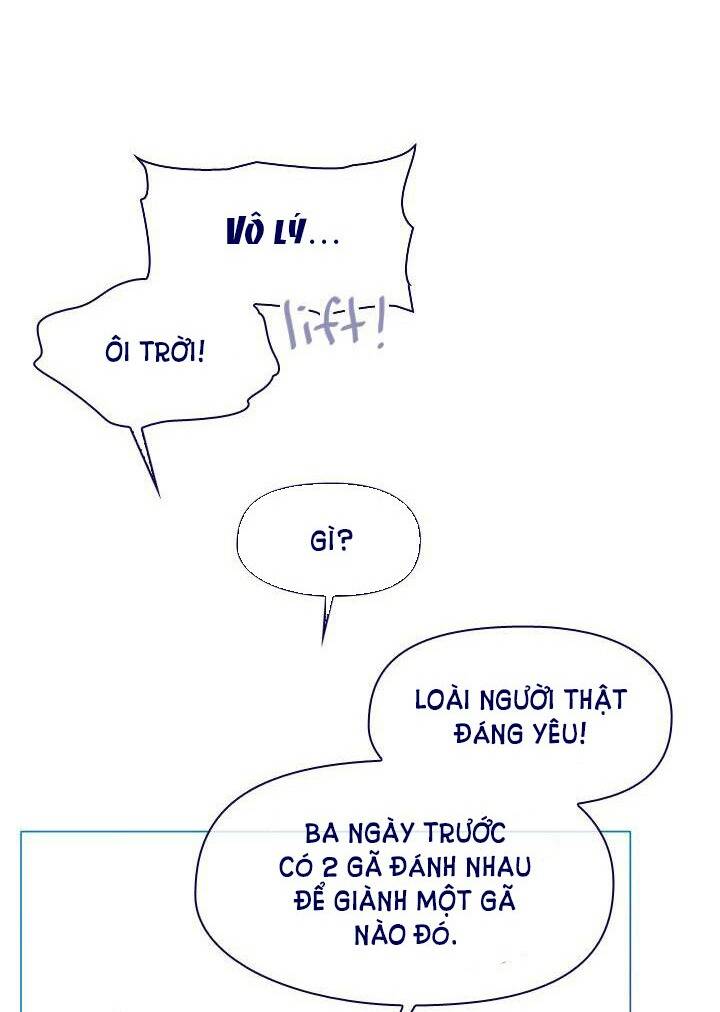 VÔ LÝ...
lift!
ÔI TRỜI!
GÌ?
LOÀI NGƯỜI THẬT
ĐÁNG YÊU!
BA NGÀY TRƯỚC
CÓ 2 GÃ ĐÁNH NHAU
ĐỂ GIÀNH MỘT GÃ
NÀO ĐÓ.